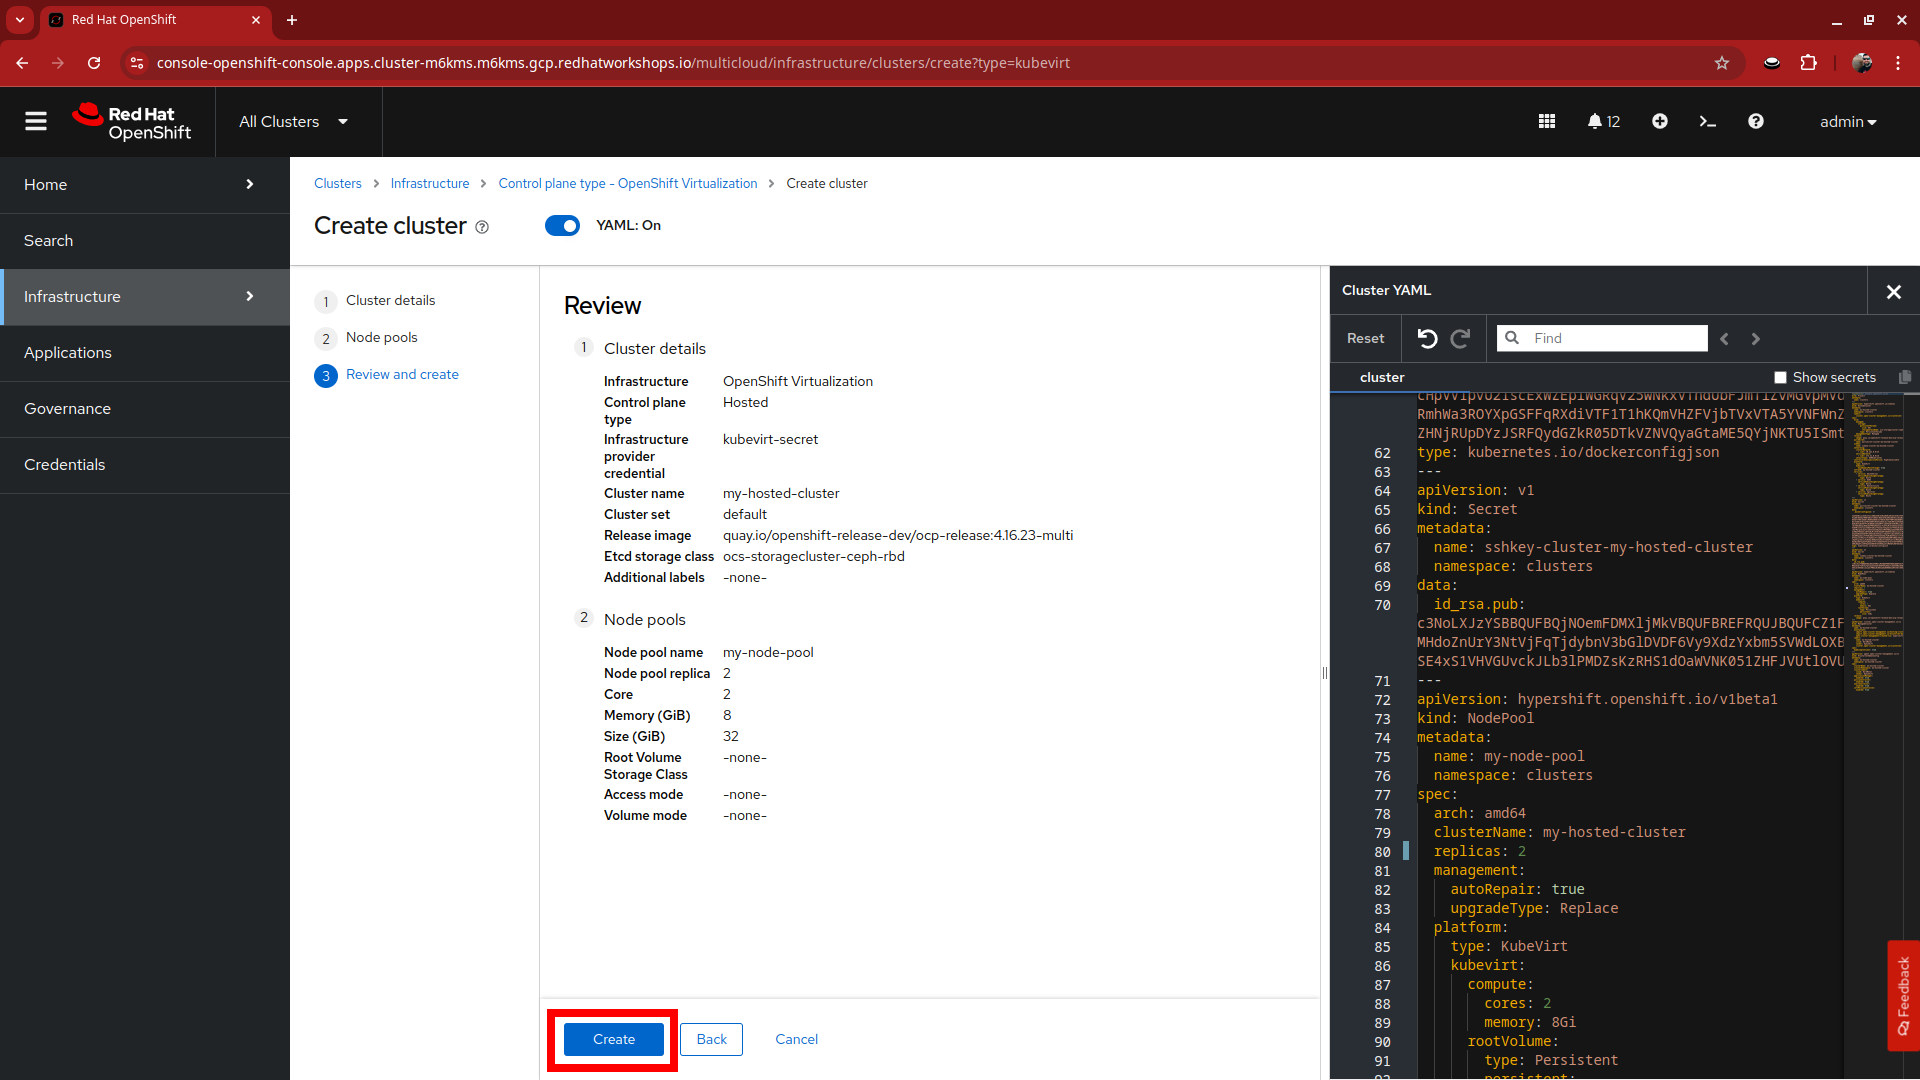 Red Hat OpenShift
console-openshift-console.apps.cluster-m6kms.m6kms.gcp.redhatworkshops.io/multicloud/infrastructure/clusters/create?type=kubevirt
Red Hat
OpenShift
All Clusters
12
admin
Home
Search
Infrastructure
Applications
Governance
Credentials
Clusters
Infrastructure
Control plane type - OpenShift Virtualization
Create cluster
Create cluster
YAML: On
1 Cluster details
2 Node pools
3 Review and create
Review
1 Cluster details
Infrastructure OpenShift Virtualization
Control plane type Hosted
Infrastructure provider credential kubevirt-secret
Cluster name my-hosted-cluster
Cluster set default
Release image quay.io/openshift-release-dev/ocp-release:4.16.23-multi
Etcd storage class ocs-storagecluster-ceph-rbd
Additional labels -none-
2 Node pools
Node pool name my-node-pool
Node pool replica 2
Core 2
Memory (GiB) 8
Size (GiB) 32
Root Volume Storage Class -none-
Access mode -none-
Volume mode -none-
Create
Back
Cancel
Cluster YAML
Reset
Find
cluster
Show secrets
62 type: kubernetes.io/dockerconfigjson
63 ---
64 apiVersion: v1
65 kind: Secret
66 metadata:
67 name: sshkey-cluster-my-hosted-cluster
68 namespace: clusters
69 data:
70 id_rsa.pub:
71 ---
72 apiVersion: hypershift.openshift.io/v1beta1
73 kind: NodePool
74 metadata:
75 name: my-node-pool
76 namespace: clusters
77 spec:
78 arch: amd64
79 clusterName: my-hosted-cluster
80 replicas: 2
81 management:
82 autoRepair: true
83 upgradeType: Replace
84 platform:
85 type: KubeVirt
86 kubevirt:
87 compute:
88 cores: 2
89 memory: 8Gi
90 rootVolume:
91 type: Persistent
Feedback